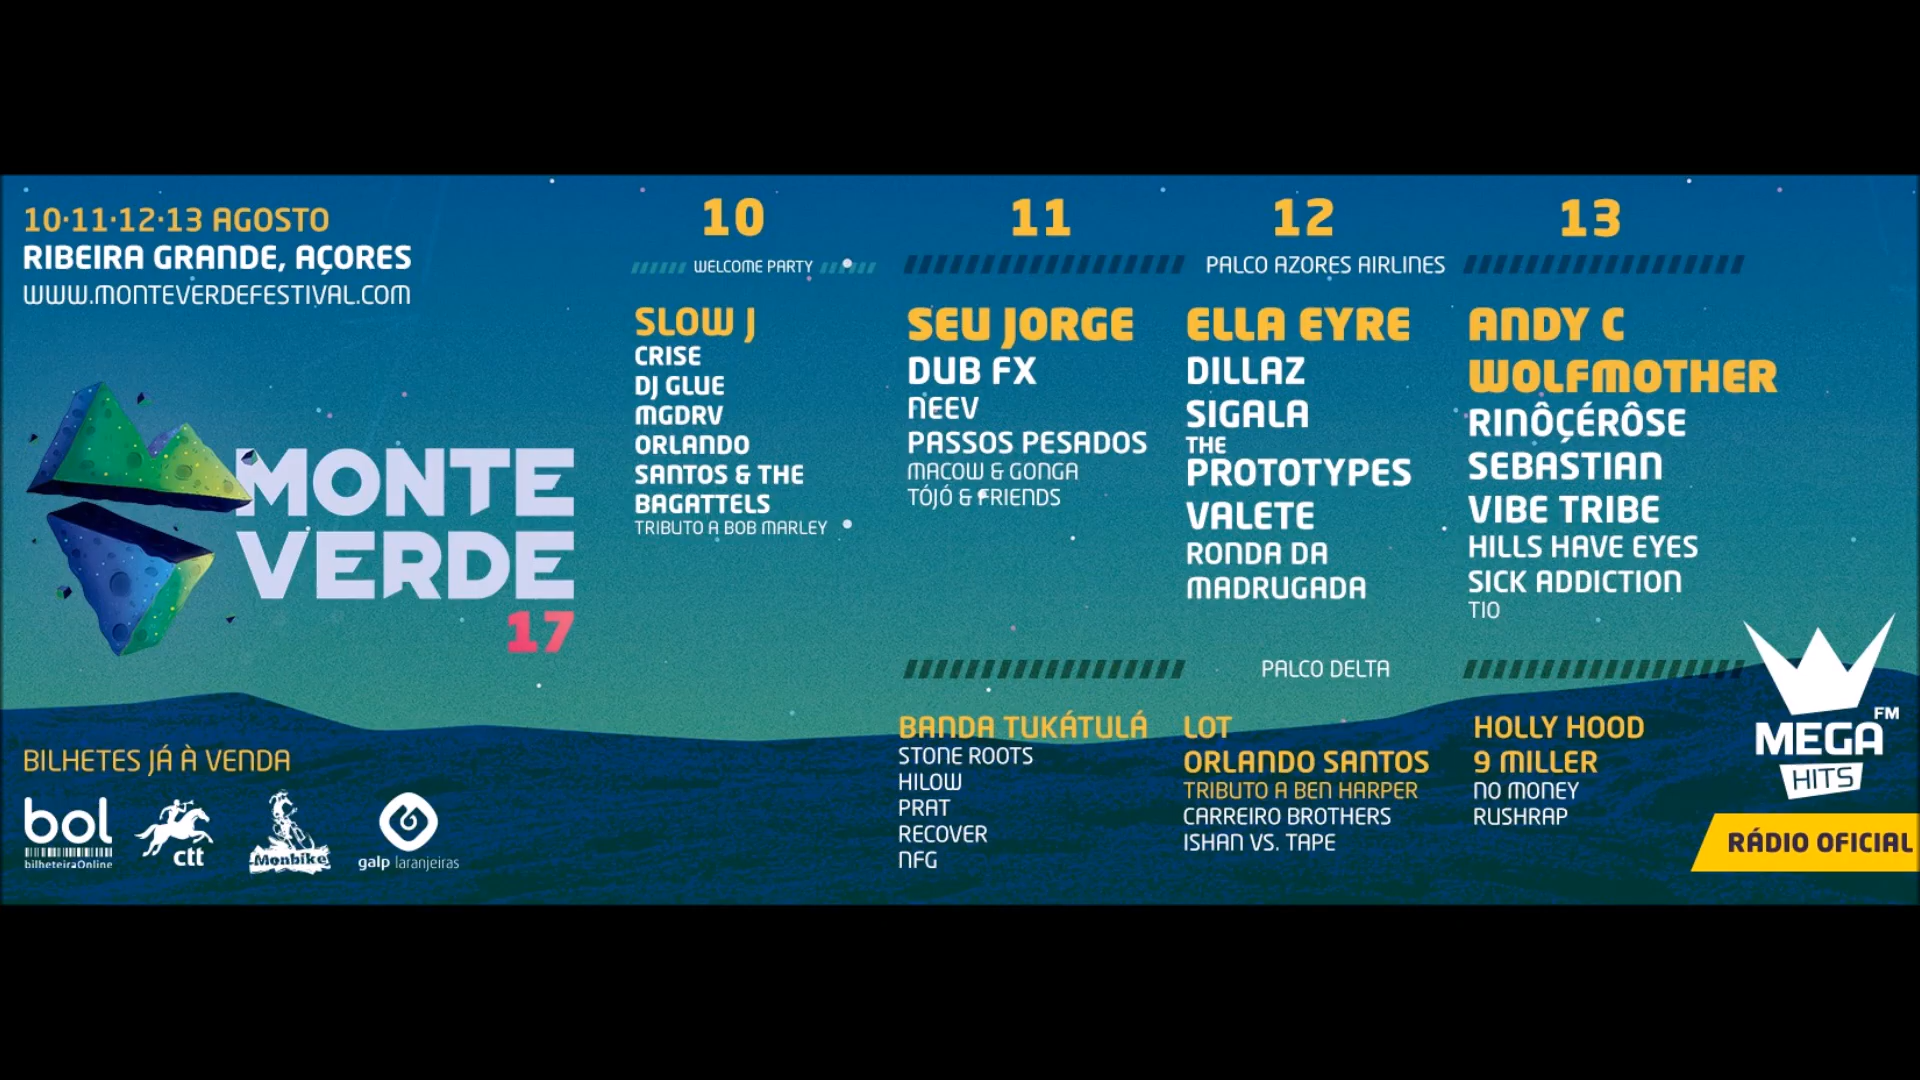 10·11·12·13 AGOSTO
RIBEIRA GRANDE, AÇORES
WWW.MONTEVERDEFESTIVAL.COM
MONTE
VERDE
17
BILHETES JÁ À VENDA
bol
bilheteiraOnline
ctt
Monbike
galp laranjeiras
10
WELCOME PARTY
SLOW J
CRISE
DJ GLUE
MGDRV
ORLANDO
SANTOS & THE
BAGATTELS
TRIBUTO A BOB MARLEY
11
12
13
PALCO AZORES AIRLINES
SEU JORGE
DUB FX
NEEV
PASSOS PESADOS
MACOW & GONGA
TÓJÓ & FRIENDS
ELLA EYRE
DILLAZ
SIGALA
THE
PROTOTYPES
VALETE
RONDA DA
MADRUGADA
ANDY C
WOLFMOTHER
RINÔÇÉRÔSE
SEBASTIAN
VIBE TRIBE
HILLS HAVE EYES
SICK ADDICTION
TIO
PALCO DELTA
BANDA TUKÁTULÁ
STONE ROOTS
HILOW
PRAT
RECOVER
NFG
LOT
ORLANDO SANTOS
TRIBUTO A BEN HARPER
CARREIRO BROTHERS
ISHAN VS. TAPE
HOLLY HOOD
9 MILLER
NO MONEY
RUSHRAP
MEGA FM
HITS
RÁDIO OFICIAL